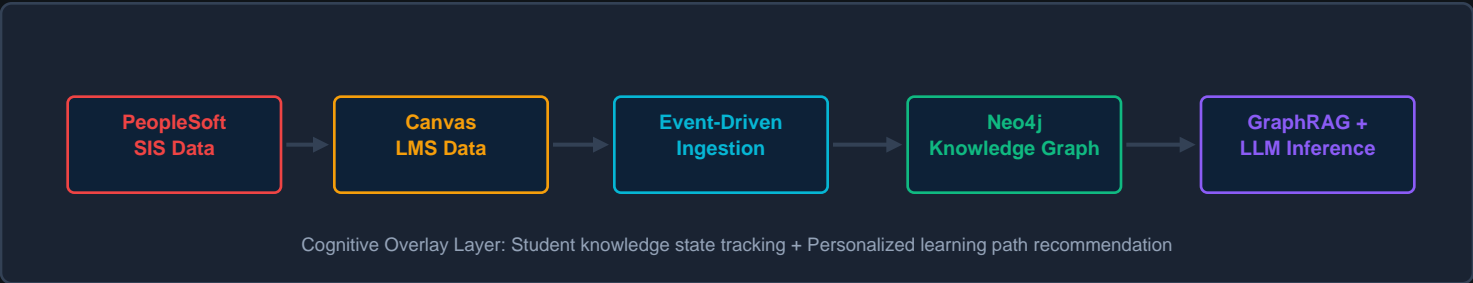 PeopleSoft
SIS Data
Canvas
LMS Data
Event-Driven
Ingestion
Neo4j
Knowledge Graph
GraphRAG +
LLM Inference
Cognitive Overlay Layer: Student knowledge state tracking + Personalized learning path recommendation